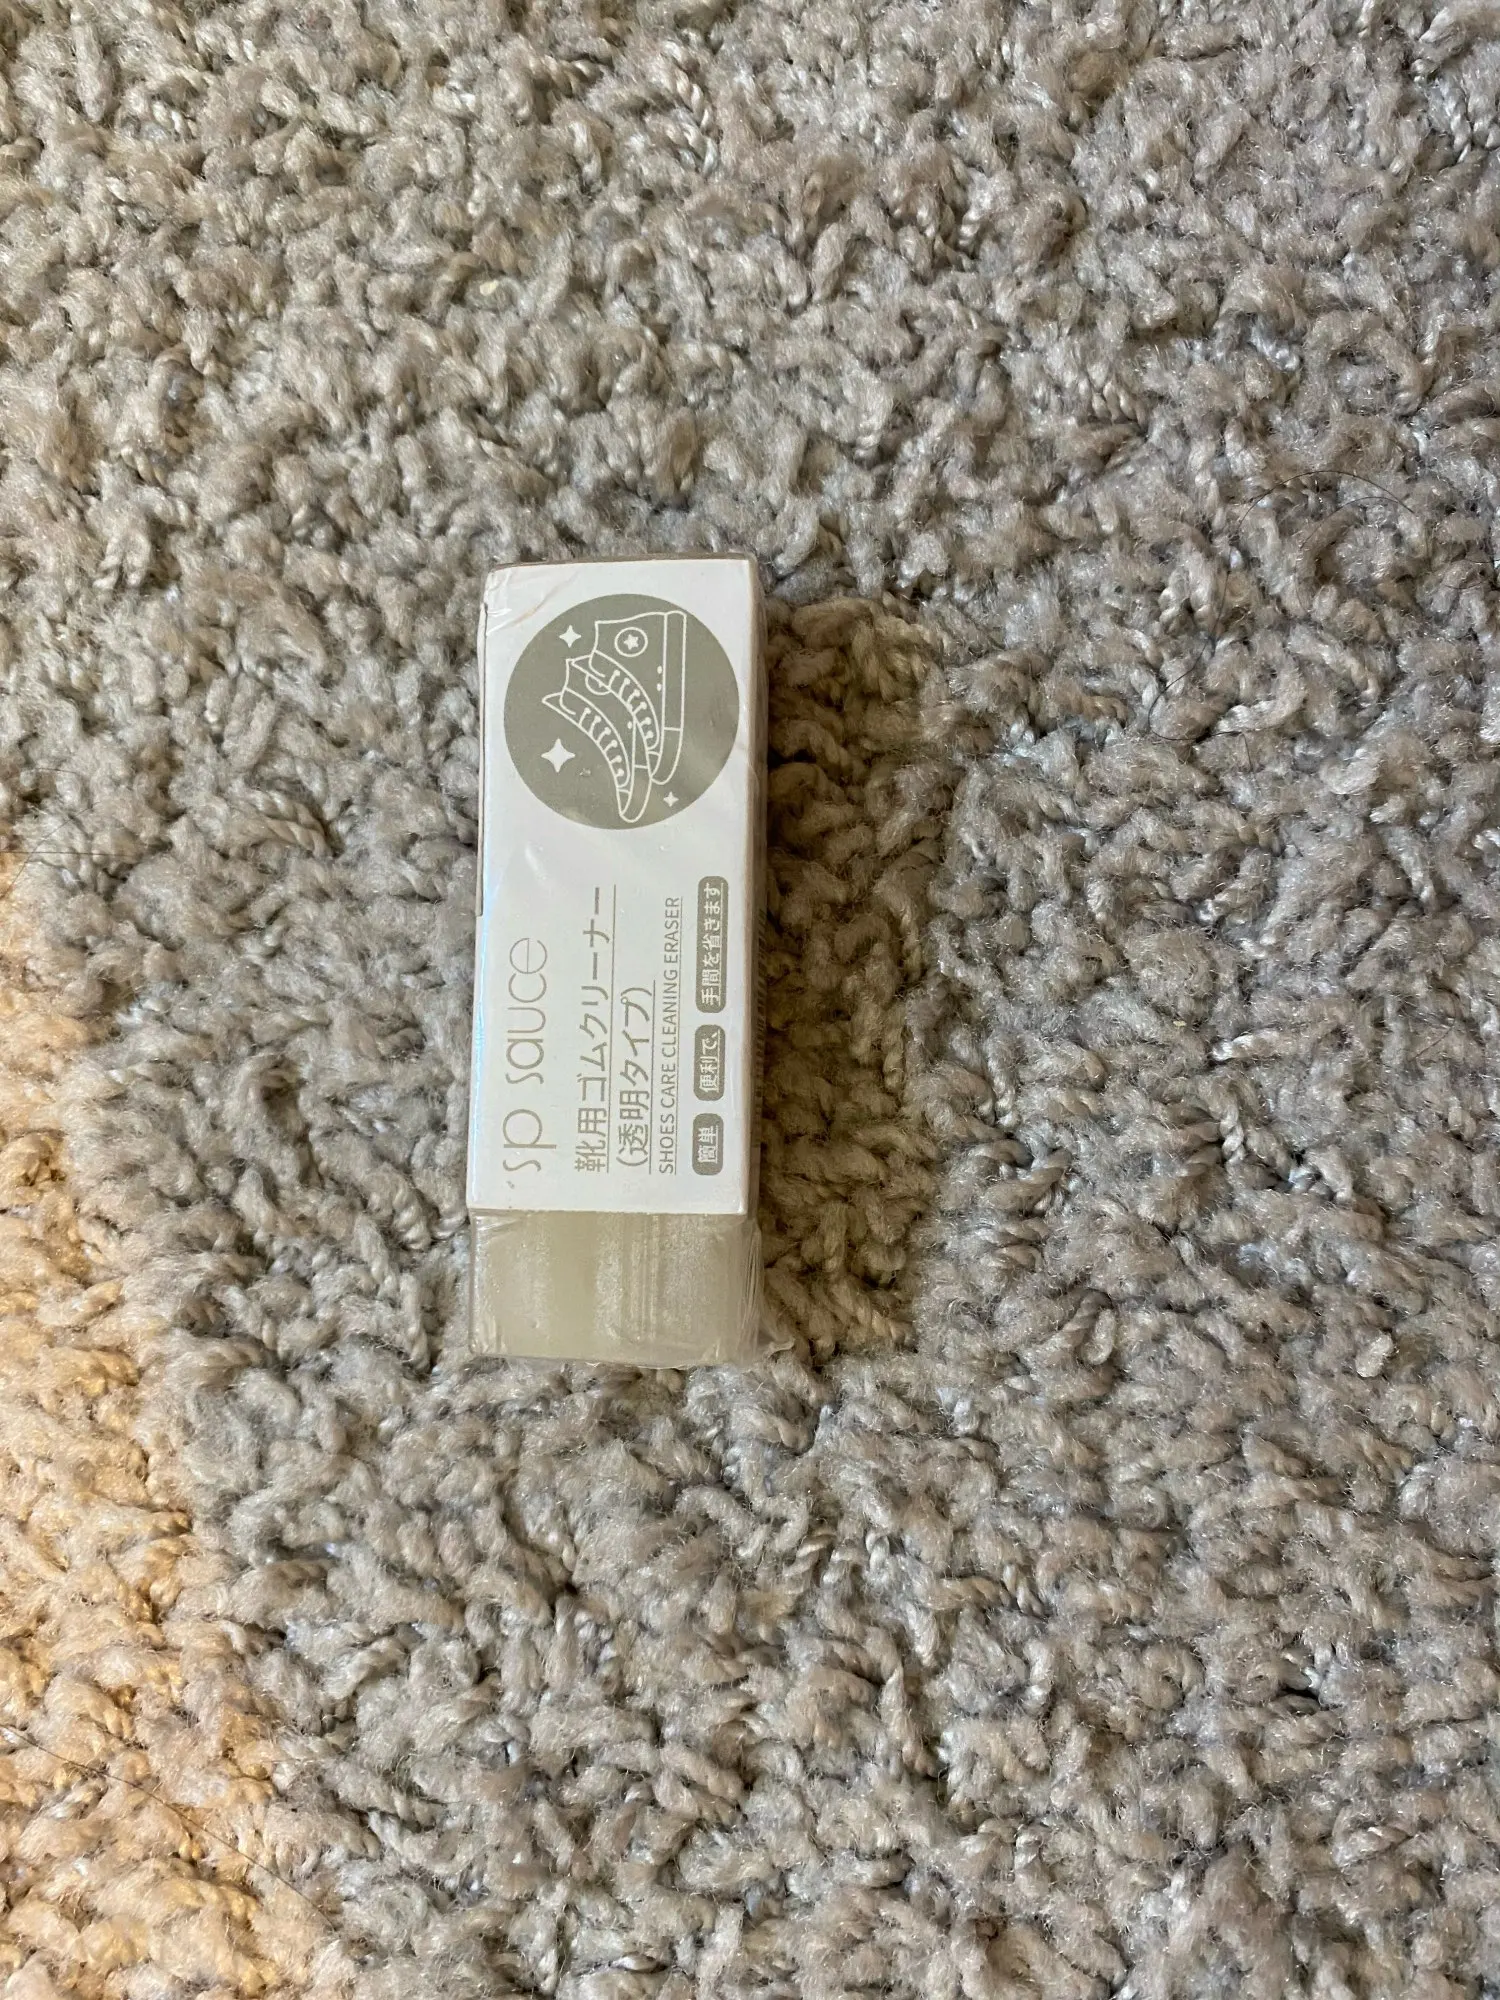 sp sauce
靴用ゴムクリーナー
(透明タイプ)
SHOES CARE CLEANING ERASER
簡単 便利で、 手間を省きます